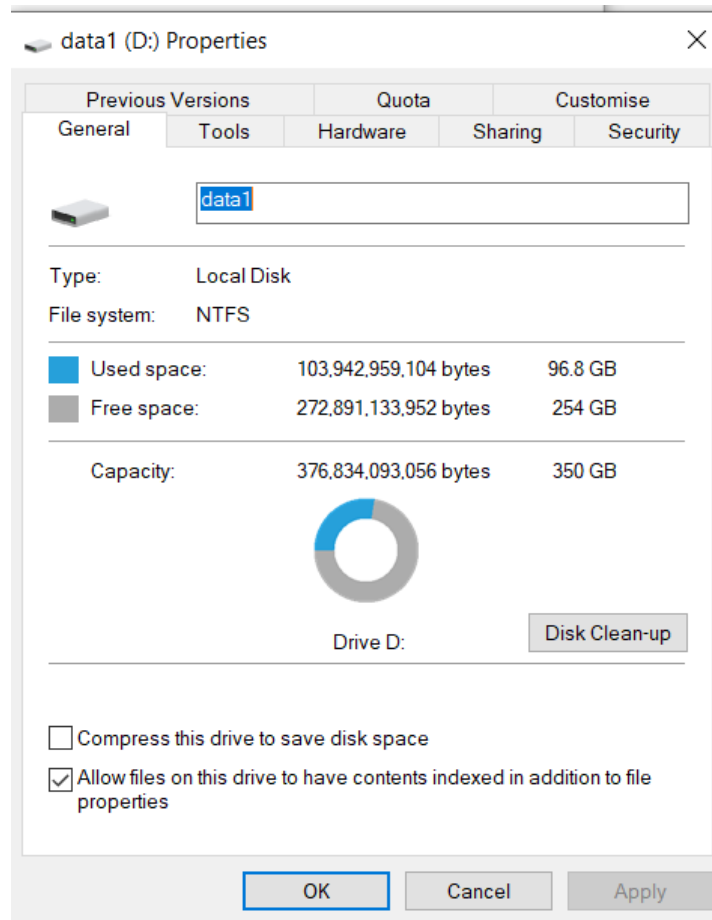 data1 (D:) Properties
Previous Versions Quota Customise
General Tools Hardware Sharing Security
data1
Type: Local Disk
File system: NTFS
Used space: 103,942,959,104 bytes 96.8 GB
Free space: 272,891,133,952 bytes 254 GB
Capacity: 376,834,093,056 bytes 350 GB
Drive D:
Disk Clean-up
Compress this drive to save disk space
Allow files on this drive to have contents indexed in addition to file
properties
OK Cancel Apply